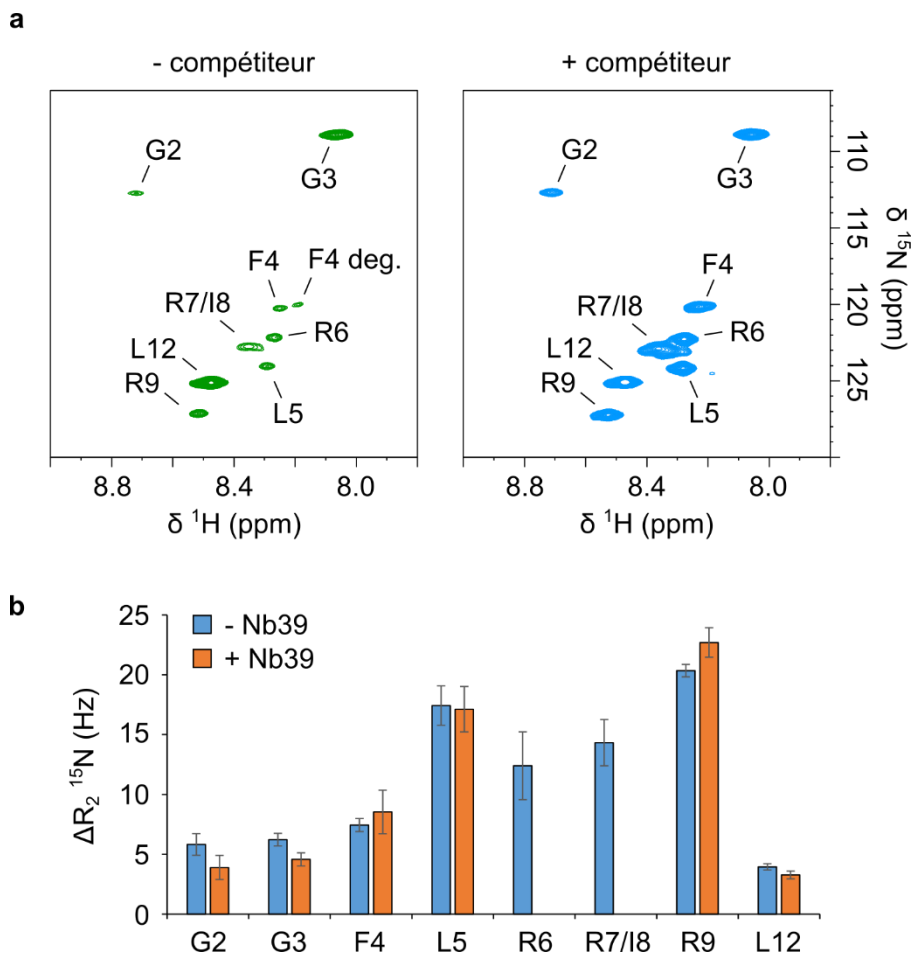 a
- compétiteur
+ compétiteur
G2
G3
F4
F4 deg.
R7/I8
R6
L12
R9
L5
8.8
8.4
8.0
δ ¹H (ppm)
G2
G3
F4
R7/I8
R6
L12
R9
L5
8.8
8.4
8.0
δ ¹H (ppm)
110
115
120
125
δ ¹⁵N (ppm)
b
- Nb39
+ Nb39
25
20
15
10
5
0
ΔR₂ ¹⁵N (Hz)
G2 G3 F4 L5 R6 R7/I8 R9 L12